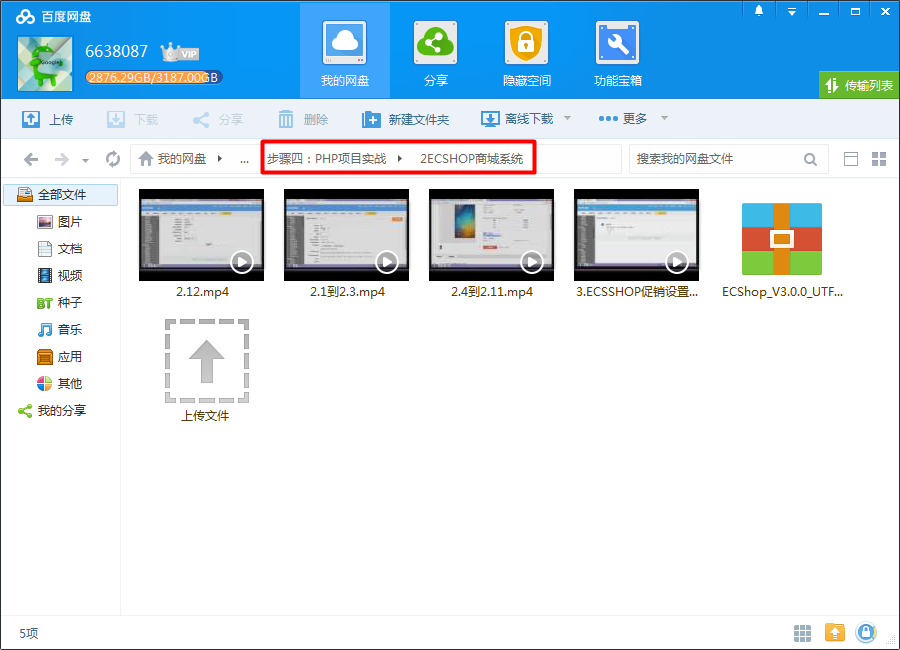 百度网盘
6638087
VIP
2876.29GB/3187.00GB
我的网盘
分享
隐藏空间
功能宝箱
传输列表
上传
下载
分享
删除
新建文件夹
离线下载
更多
我的网盘
...
步骤四：PHP项目实战
2ECSHOP商城系统
搜索我的网盘文件
全部文件
图片
文档
视频
BT 种子
音乐
应用
其他
我的分享
2.12.mp4
2.1到2.3.mp4
2.4到2.11.mp4
3.ECSSHOP促销设置...
ECShop_V3.0.0_UTF...
上传文件
5项